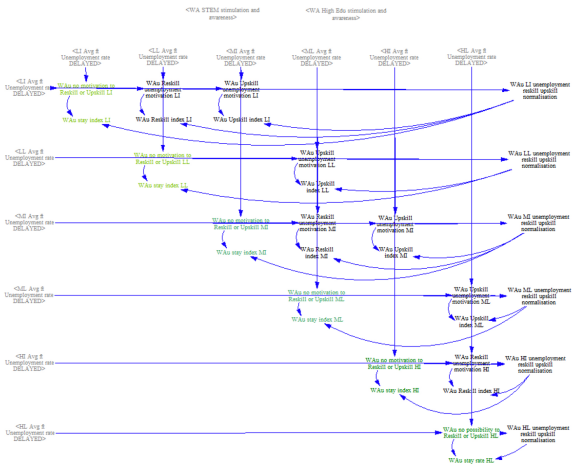 <WA STEM stimulation and
awareness>
<WA High Edu stimulation and
awareness>
<LI Avg ft
Unemployment rate
DELAYED>
<LL Avg ft
Unemployment rate
DELAYED>
<MI Avg ft
Unemployment rate
DELAYED>
<ML Avg ft
Unemployment rate
DELAYED>
<HI Avg ft
Unemployment rate
DELAYED>
<HL Avg ft
Unemployment rate
DELAYED>
<LI Avg ft
Unemployment rate
DELAYED>
WAu no motivation to
Reskill or Upskill LI
WAu Reskill
unemployment
motivation LI
WAu Upskill
unemployment
motivation LI
WAu LI unemployment
reskill upskill
normalisation
WAu stay index LI
WAu Reskill index LI
WAu Upskill index LI
<LL Avg ft
Unemployment rate
DELAYED>
WAu no motivation to
Reskill or Upskill LL
WAu Upskill
unemployment
motivation LL
WAu LL unemployment
reskill upskill
normalisation
WAu stay index LL
WAu Upskill
index LL
<MI Avg ft
Unemployment rate
DELAYED>
WAu no motivation to
Reskill or Upskill MI
WAu Reskill
unemployment
motivation MI
WAu Upskill
unemployment
motivation MI
WAu MI unemployment
reskill upskill
normalisation
WAu stay index MI
WAu Reskill
index MI
WAu Upskill
index MI
<ML Avg ft
Unemployment rate
DELAYED>
WAu no motivation to
Reskill or Upskill ML
WAu Upskill
unemployment
motivation ML
WAu ML unemployment
reskill upskill
normalisation
WAu stay index ML
WAu Upskill
index ML
<HI Avg ft
Unemployment rate
DELAYED>
WAu no motivation to
Reskill or Upskill HI
WAu Reskill
unemployment
motivation HI
WAu HI unemployment
reskill upskill
normalisation
WAu stay index HI
WAu Reskill index HI
<HL Avg ft
Unemployment rate
DELAYED>
WAu no possibility to
Reskill or Upskill HL
WAu HL unemployment
reskill upskill
normalisation
WAu stay rate HL